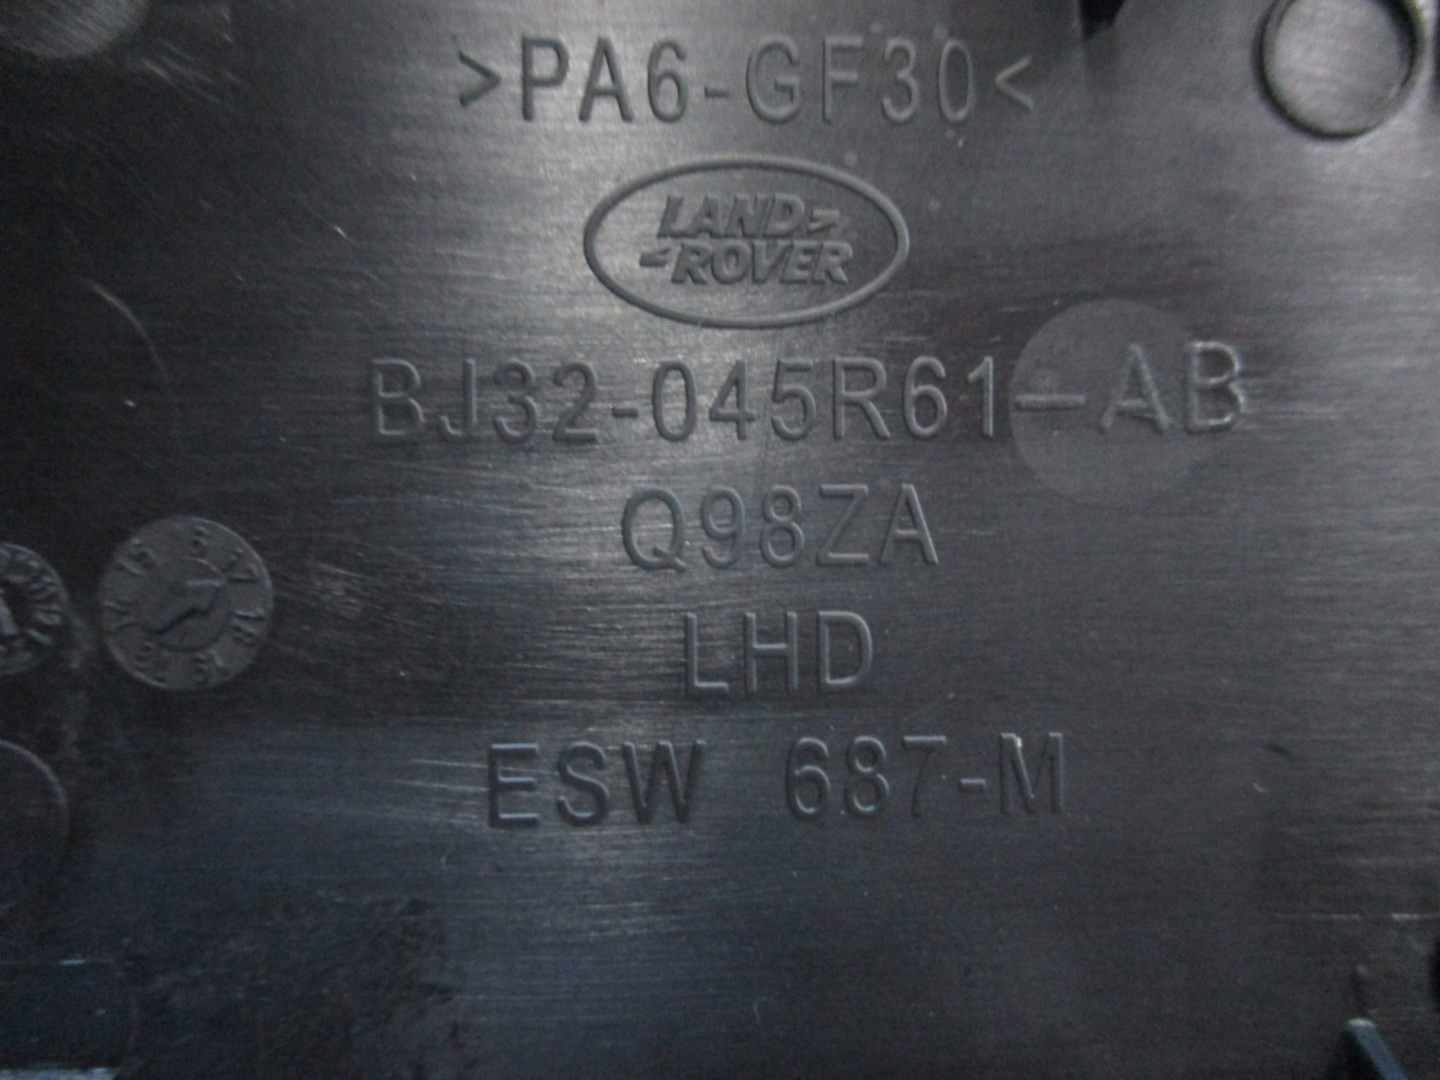 >PA6-GF30<
LAND
ROVER
BJ32-045R61-AB
Q98ZA
LHD
ESW 687-M